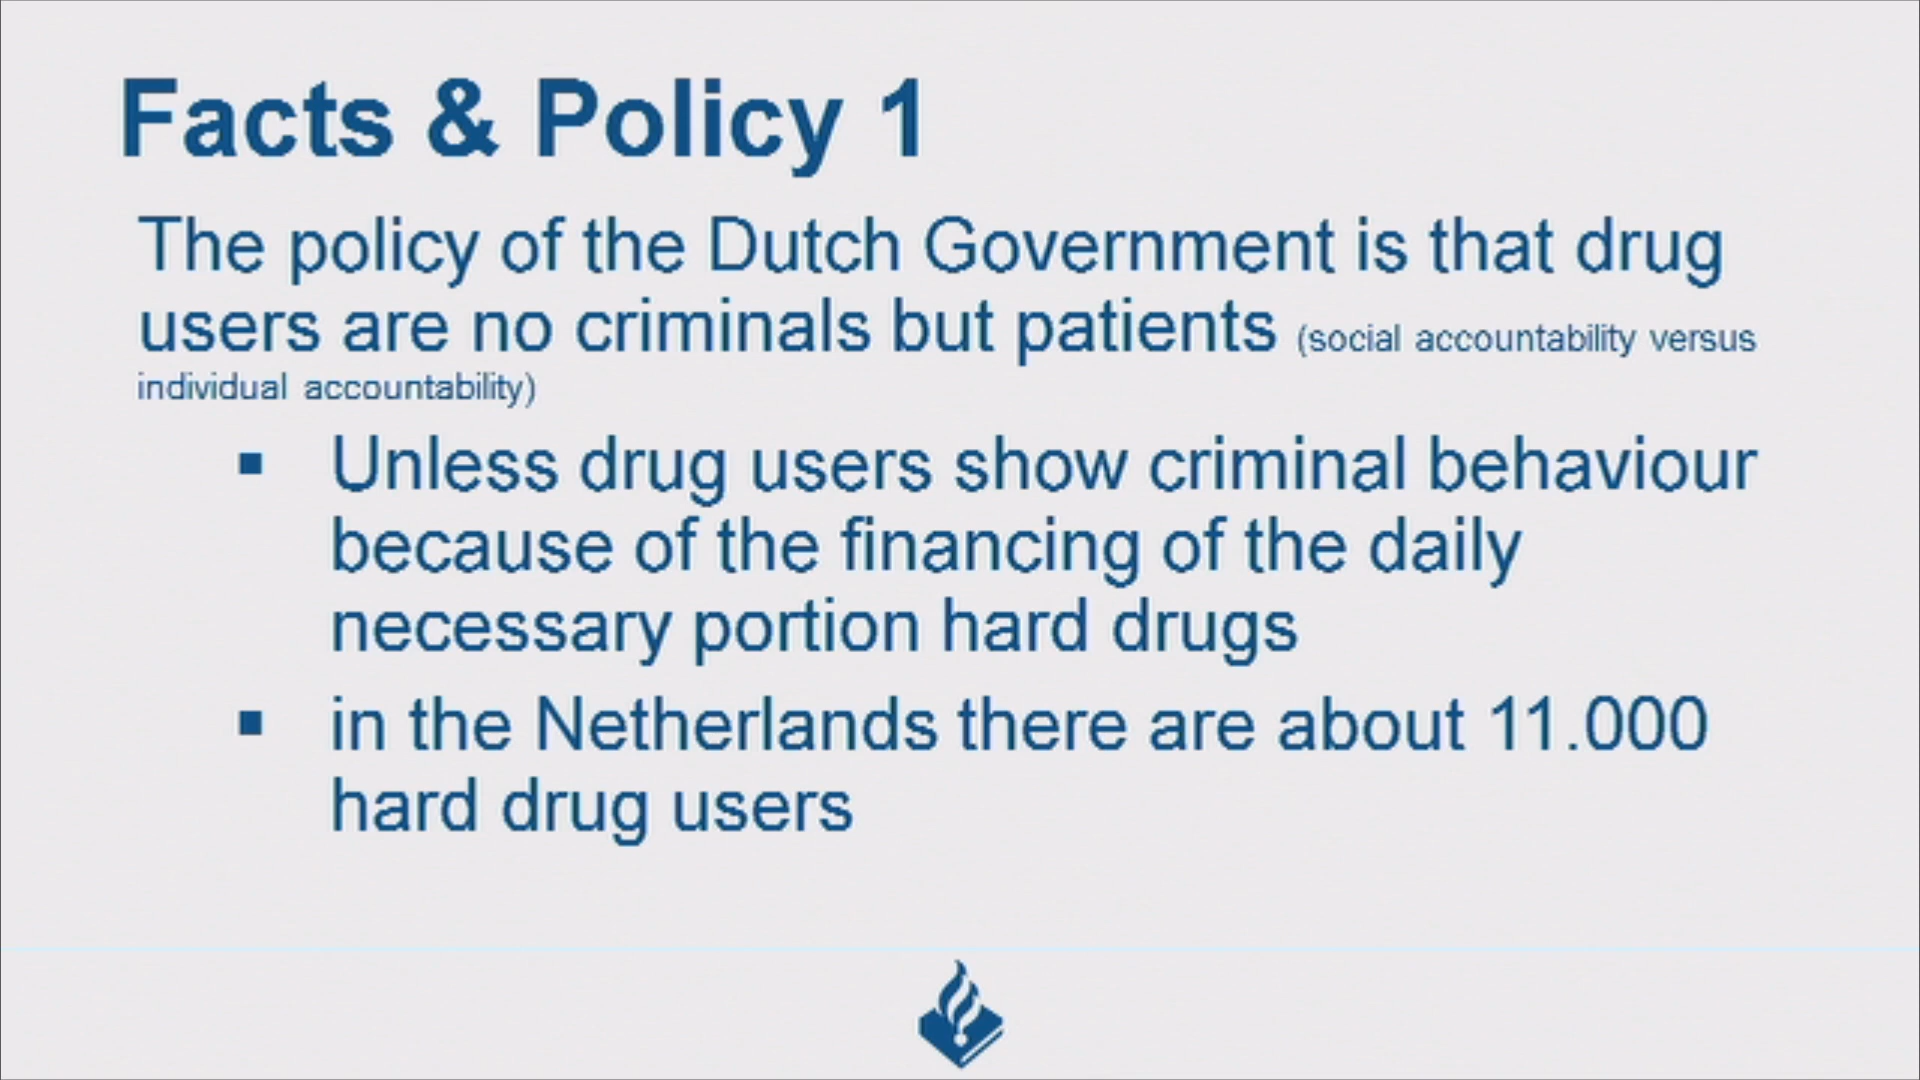 Facts & Policy 1
The policy of the Dutch Government is that drug
users are no criminals but patients (social accountability versus
individual accountability)
▪ Unless drug users show criminal behaviour
because of the financing of the daily
necessary portion hard drugs
▪ in the Netherlands there are about 11.000
hard drug users